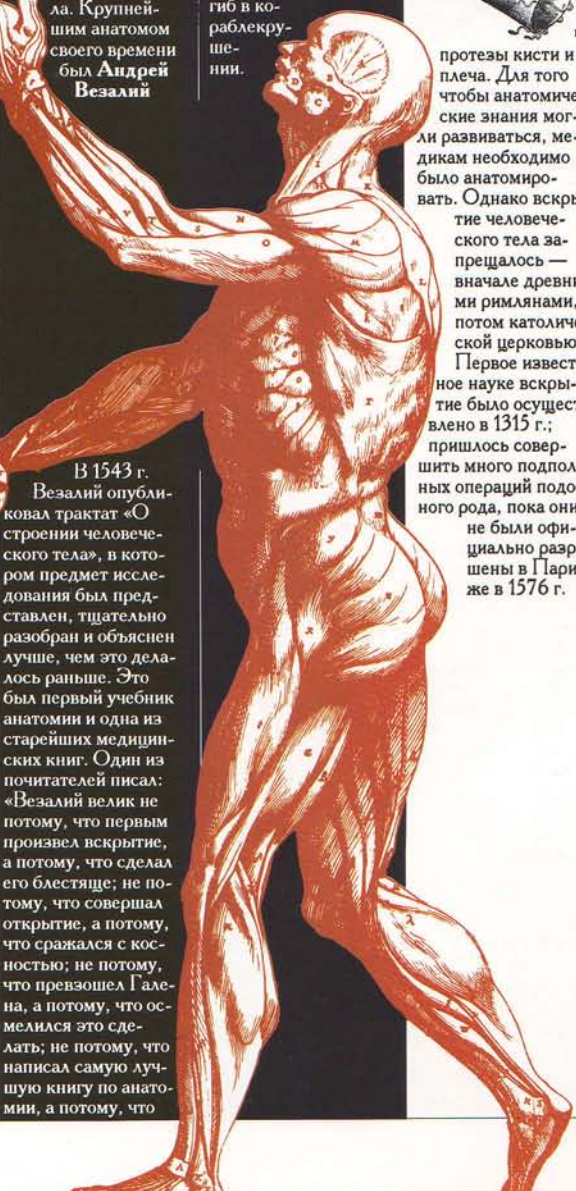 ла. Крупней-
шим анатомом
своего времени
был Андрей
Везалий
гиб в ко-
раблекру-
ше-
нии.
В 1543 г.
Везалий опубли-
ковал трактат «О
строении человече-
ского тела», в кото-
ром предмет иссле-
дования был пред-
ставлен, тщательно
разобран и объяснен
лучше, чем это дела-
лось раньше. Это
был первый учебник
анатомии и одна из
старейших медицин-
ских книг. Один из
почитателей писал:
«Везалий велик не
потому, что первым
произвел вскрытие,
а потому, что сделал
его блестяще; не по-
тому, что совершал
открытие, а потому,
что сражался с кос-
ностью; не потому,
что превзошел Гале-
на, а потому, что ос-
мелился это сде-
лать; не потому, что
написал самую луч-
шую книгу по анато-
мии, а потому, что
протезы кисти и
плеча. Для того
чтобы анатомиче
ские знания мог-
ли развиваться, ме-
дикам необходимо
было анатомиро-
вать. Однако вскры
тие человече-
ского тела за-
прещалось —
вначале древни
ми римлянами,
потом католиче
ской церковью
Первое извест
ное науке вскры-
тие было осущест
влено в 1315 г.;
пришлось совер-
шить много подпол
ных операций подо
ного рода, пока они
не были офи-
циально разр
шены в Пари
же в 1576 г.